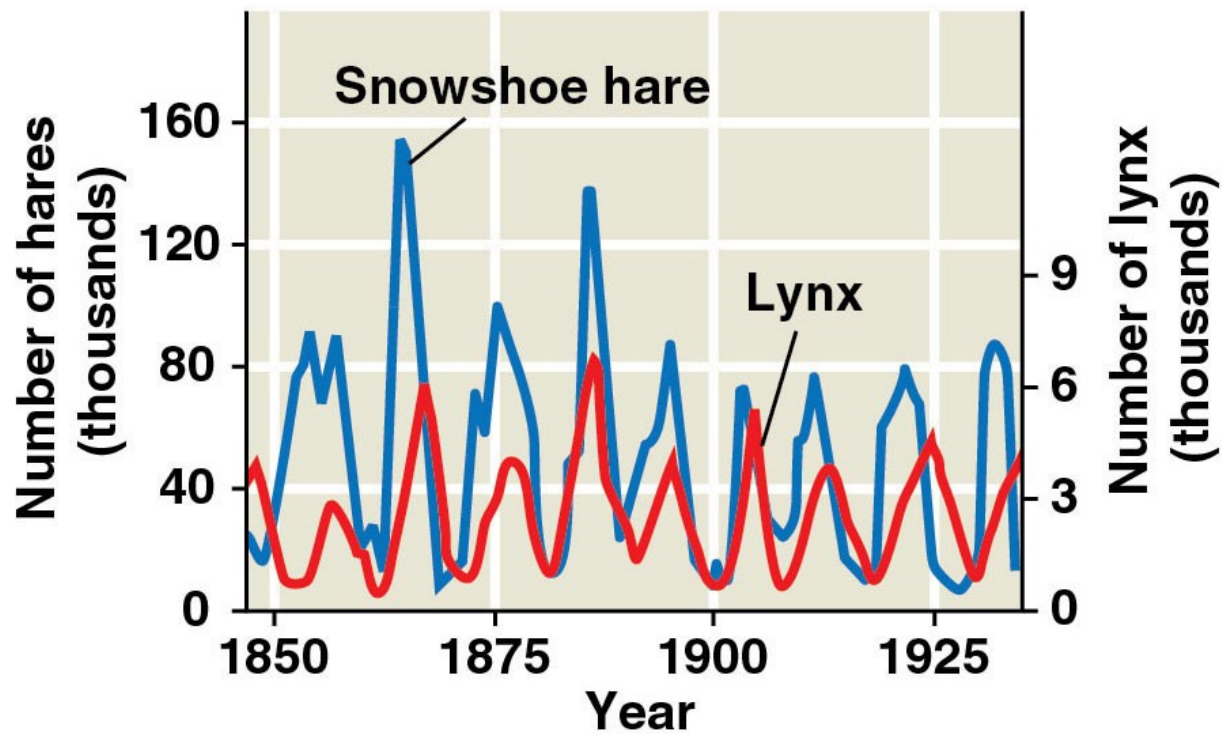 Snowshoe hare
Lynx
Number of hares
(thousands)
160
120
80
40
0
Number of lynx
(thousands)
9
6
3
0
1850
1875
1900
1925
Year